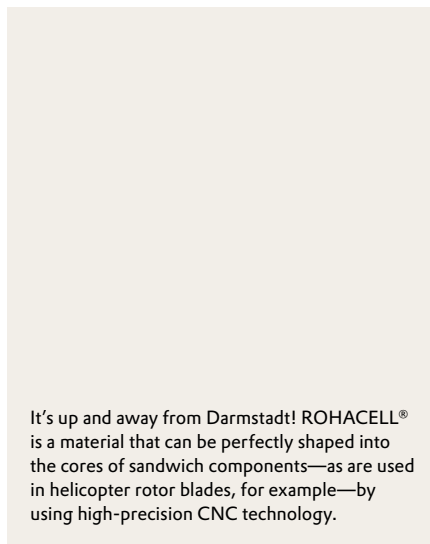 It’s up and away from Darmstadt! ROHACELL®
is a material that can be perfectly shaped into
the cores of sandwich components—as are used
in helicopter rotor blades, for example—by
using high-precision CNC technology.